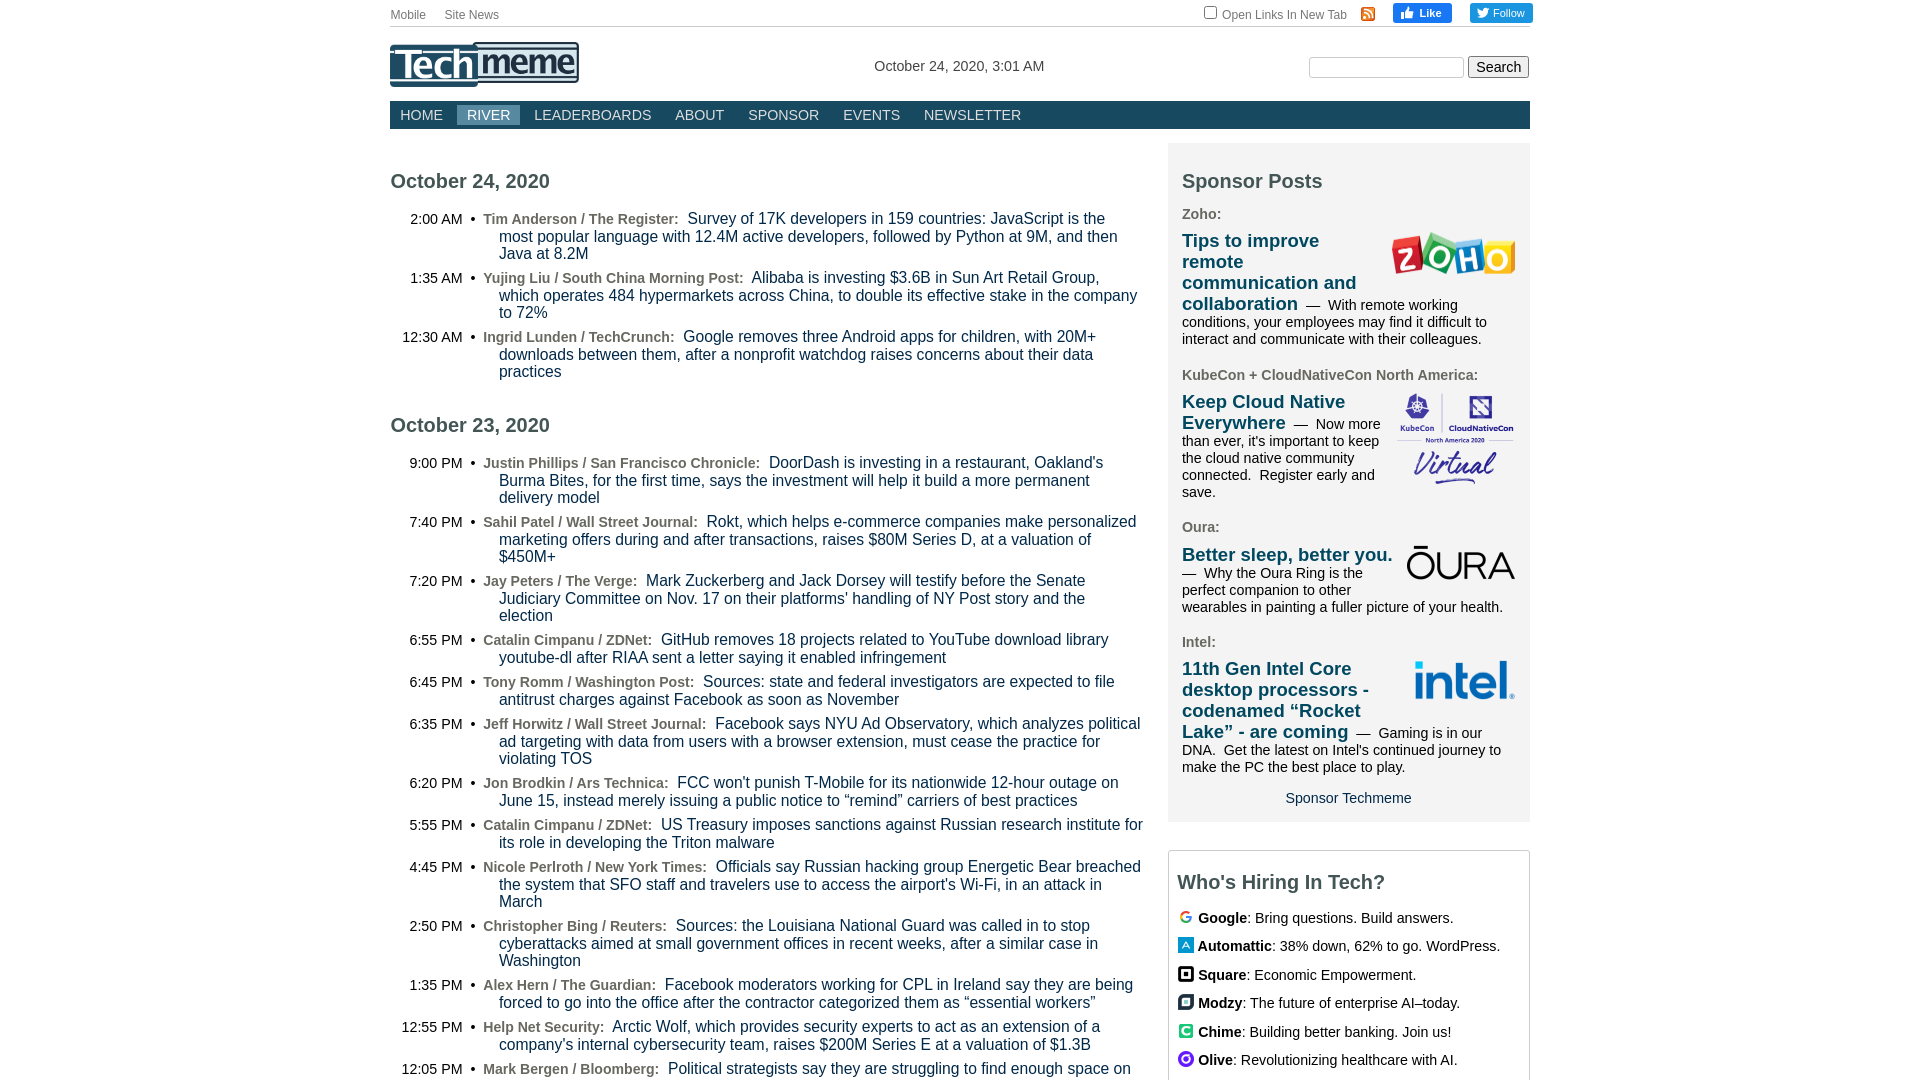 Mobile Site News Open Links In New Tab Like Follow
Techmeme October 24, 2020, 3:01 AM Search
HOME RIVER LEADERBOARDS ABOUT SPONSOR EVENTS NEWSLETTER
October 24, 2020
2:00 AM • Tim Anderson / The Register: Survey of 17K developers in 159 countries: JavaScript is the
most popular language with 12.4M active developers, followed by Python at 9M, and then
Java at 8.2M
1:35 AM • Yujing Liu / South China Morning Post: Alibaba is investing $3.6B in Sun Art Retail Group,
which operates 484 hypermarkets across China, to double its effective stake in the company
to 72%
12:30 AM • Ingrid Lunden / TechCrunch: Google removes three Android apps for children, with 20M+
downloads between them, after a nonprofit watchdog raises concerns about their data
practices
October 23, 2020
9:00 PM • Justin Phillips / San Francisco Chronicle: DoorDash is investing in a restaurant, Oakland's
Burma Bites, for the first time, says the investment will help it build a more permanent
delivery model
7:40 PM • Sahil Patel / Wall Street Journal: Rokt, which helps e-commerce companies make personalized
marketing offers during and after transactions, raises $80M Series D, at a valuation of
$450M+
7:20 PM • Jay Peters / The Verge: Mark Zuckerberg and Jack Dorsey will testify before the Senate
Judiciary Committee on Nov. 17 on their platforms' handling of NY Post story and the
election
6:55 PM • Catalin Cimpanu / ZDNet: GitHub removes 18 projects related to YouTube download library
youtube-dl after RIAA sent a letter saying it enabled infringement
6:45 PM • Tony Romm / Washington Post: Sources: state and federal investigators are expected to file
antitrust charges against Facebook as soon as November
6:35 PM • Jeff Horwitz / Wall Street Journal: Facebook says NYU Ad Observatory, which analyzes political
ad targeting with data from users with a browser extension, must cease the practice for
violating TOS
6:20 PM • Jon Brodkin / Ars Technica: FCC won't punish T-Mobile for its nationwide 12-hour outage on
June 15, instead merely issuing a public notice to “remind” carriers of best practices
5:55 PM • Catalin Cimpanu / ZDNet: US Treasury imposes sanctions against Russian research institute for
its role in developing the Triton malware
4:45 PM • Nicole Perlroth / New York Times: Officials say Russian hacking group Energetic Bear breached
the system that SFO staff and travelers use to access the airport's Wi-Fi, in an attack in
March
2:50 PM • Christopher Bing / Reuters: Sources: the Louisiana National Guard was called in to stop
cyberattacks aimed at small government offices in recent weeks, after a similar case in
Washington
1:35 PM • Alex Hern / The Guardian: Facebook moderators working for CPL in Ireland say they are being
forced to go into the office after the contractor categorized them as “essential workers”
12:55 PM • Help Net Security: Arctic Wolf, which provides security experts to act as an extension of a
company's internal cybersecurity team, raises $200M Series E at a valuation of $1.3B
12:05 PM • Mark Bergen / Bloomberg: Political strategists say they are struggling to find enough space on
Sponsor Posts
Zoho:
ZOHO
Tips to improve
remote
communication and
collaboration — With remote working
conditions, your employees may find it difficult to
interact and communicate with their colleagues.
KubeCon + CloudNativeCon North America:
KubeCon CloudNativeCon
North America 2020
Virtual
Keep Cloud Native
Everywhere — Now more
than ever, it's important to keep
the cloud native community
connected. Register early and
save.
Oura:
ŌURA
Better sleep, better you.
— Why the Oura Ring is the
perfect companion to other
wearables in painting a fuller picture of your health.
Intel:
intel®
11th Gen Intel Core
desktop processors -
codenamed “Rocket
Lake” - are coming — Gaming is in our
DNA. Get the latest on Intel's continued journey to
make the PC the best place to play.
Sponsor Techmeme
Who's Hiring In Tech?
Google: Bring questions. Build answers.
Automattic: 38% down, 62% to go. WordPress.
Square: Economic Empowerment.
Modzy: The future of enterprise AI–today.
Chime: Building better banking. Join us!
Olive: Revolutionizing healthcare with AI.